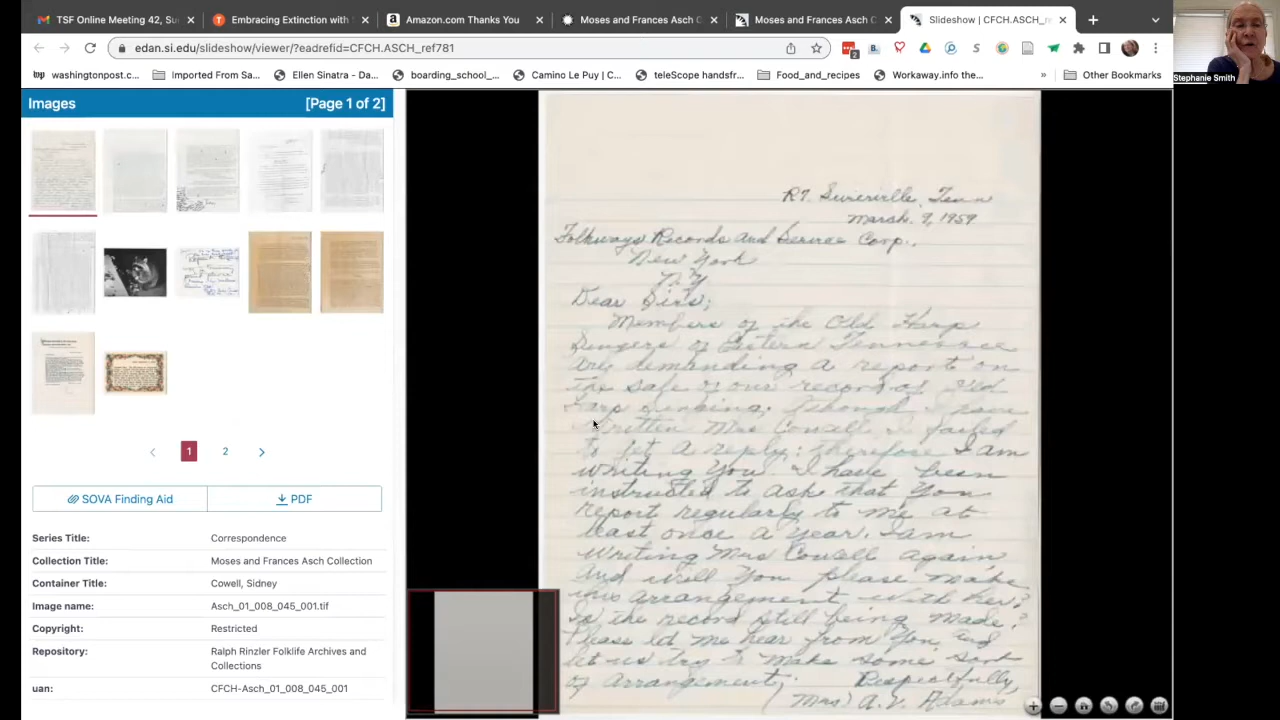 TSF Online Meeting 42, Su
Embracing Extinction with
Amazon.com Thank You
Moses and Frances Asch C
Moses and Frances Asch C
Slideshow | CFCH.ASCH_re
edan.si.edu/slideshow/viewer/?eadrefid=CFCH.ASCH_ref781
2
washingtonpost.c...
Imported From Sa...
Ellen Sinatra - Da...
boarding_school_...
Camino Le Puy | C...
teleScope handsfr...
Food_and_recipes
Workaway.info the...
»
Other Bookmarks
Stephanie Smith
Images
[Page 1 of 2]
1
2
SOVA Finding Aid
PDF
Series Title: Correspondence
Collection Title: Moses and Frances Asch Collection
Container Title: Cowell, Sidney
Image name: Asch_01_008_045_001.tif
Copyright: Restricted
Repository: Ralph Rinzler Folklife Archives and
Collections
uan: CFCH-Asch_01_008_045_001
Tenn
March. 9, 1959
Folkways Records And Service Corp.,
New York
N.Y
Dear Sirs;
Members of the Old Harp
Singers of Eastern Tennessee
are demanding a report on
the of our record of Old
Harp Singing. Though I have
written Mrs Cowell I failed
to get a reply: therefore I am
writing You. I have been
instructed to ask that You
report regularly to me at
least once a year. I am
writing Mrs Cowell again
And will You please make
this arrangement with her?
Is the record still being made?
Please let me hear from You and
let us try to make some sort
of arrangement, Respectfully,
(Mrs) A.V. Adams